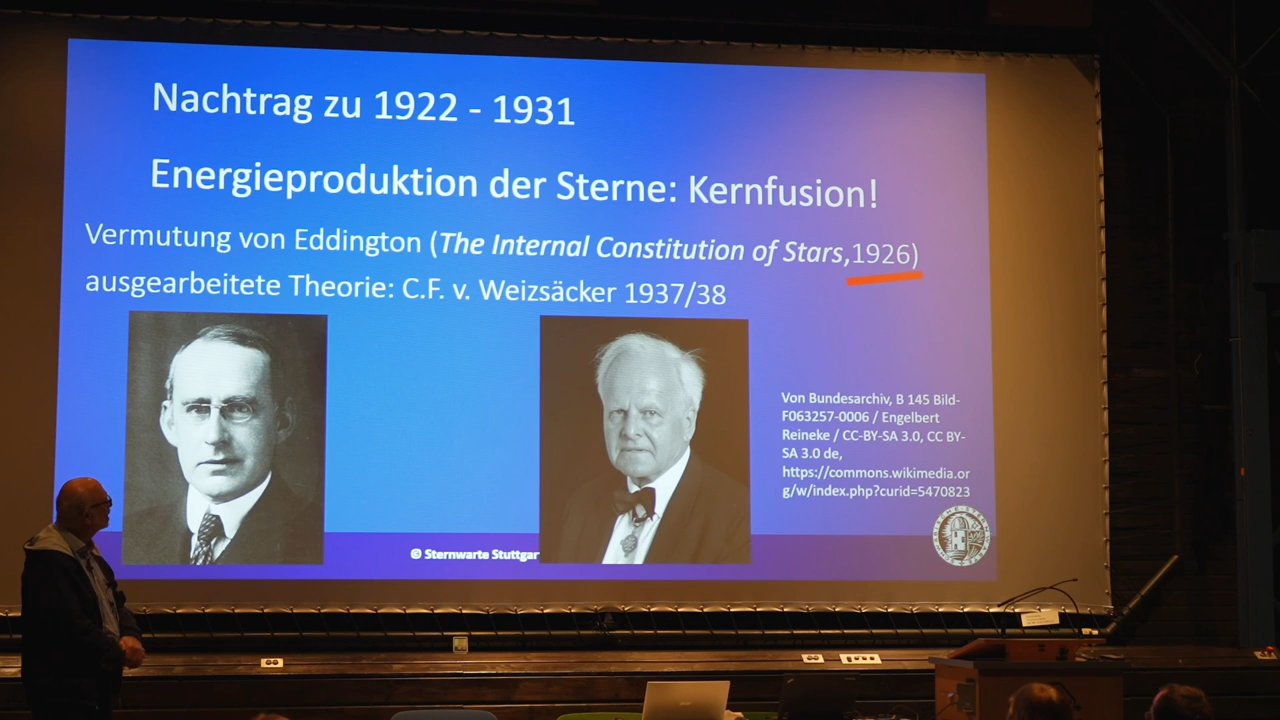 Nachtrag zu 1922 - 1931
Energieproduktion der Sterne: Kernfusion!
Vermutung von Eddington (The Internal Constitution of Stars,1926)
ausgearbeitete Theorie: C.F. v. Weizsäcker 1937/38
Von Bundesarchiv, B 145 Bild-
F063257-0006 / Engelbert
Reineke / CC-BY-SA 3.0, CC BY-
SA 3.0 de,
https://commons.wikimedia.or
g/w/index.php?curid=5470823
© Sternwarte Stuttgar